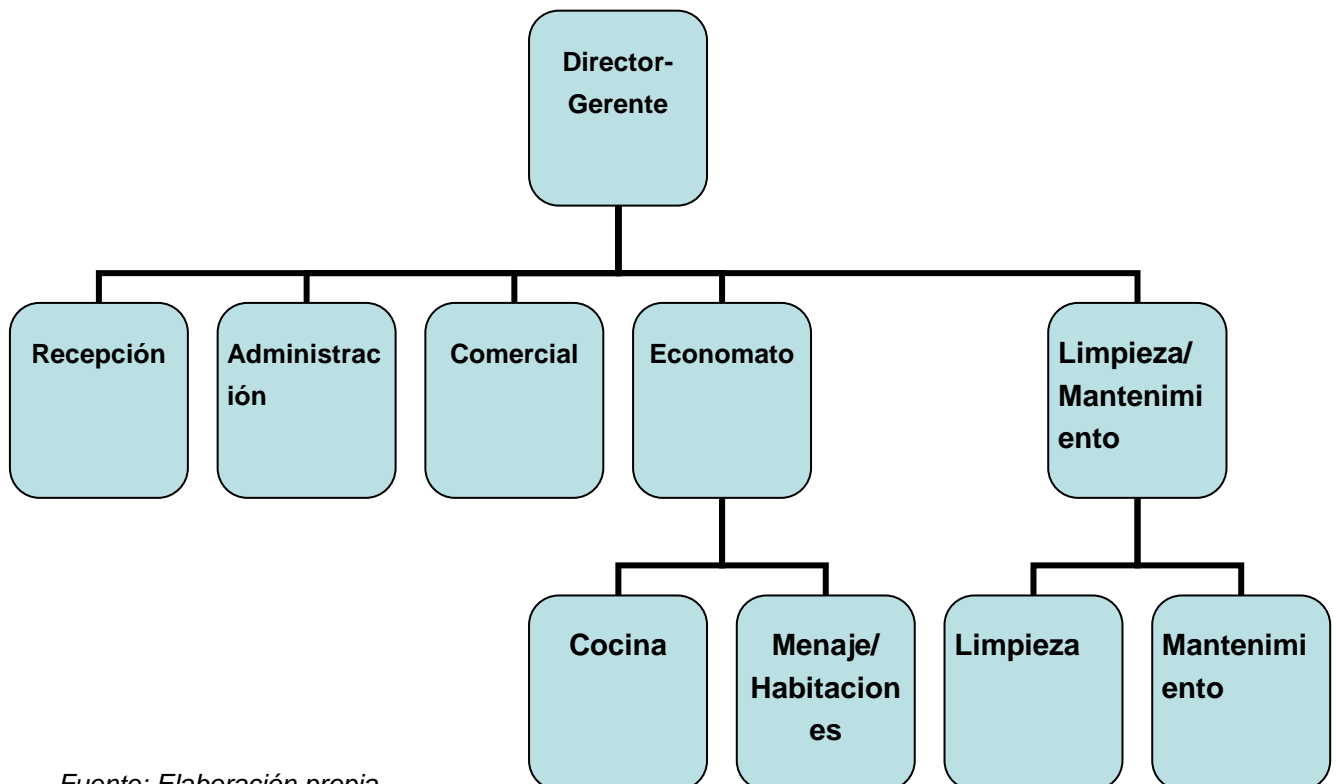 Director-
Gerente
Recepción
Administrac
ión
Comercial
Economato
Limpieza/
Mantenimi
ento
Cocina
Menaje/
Habitacion
es
Limpieza
Mantenimi
ento
Fuente: Elaboración propia